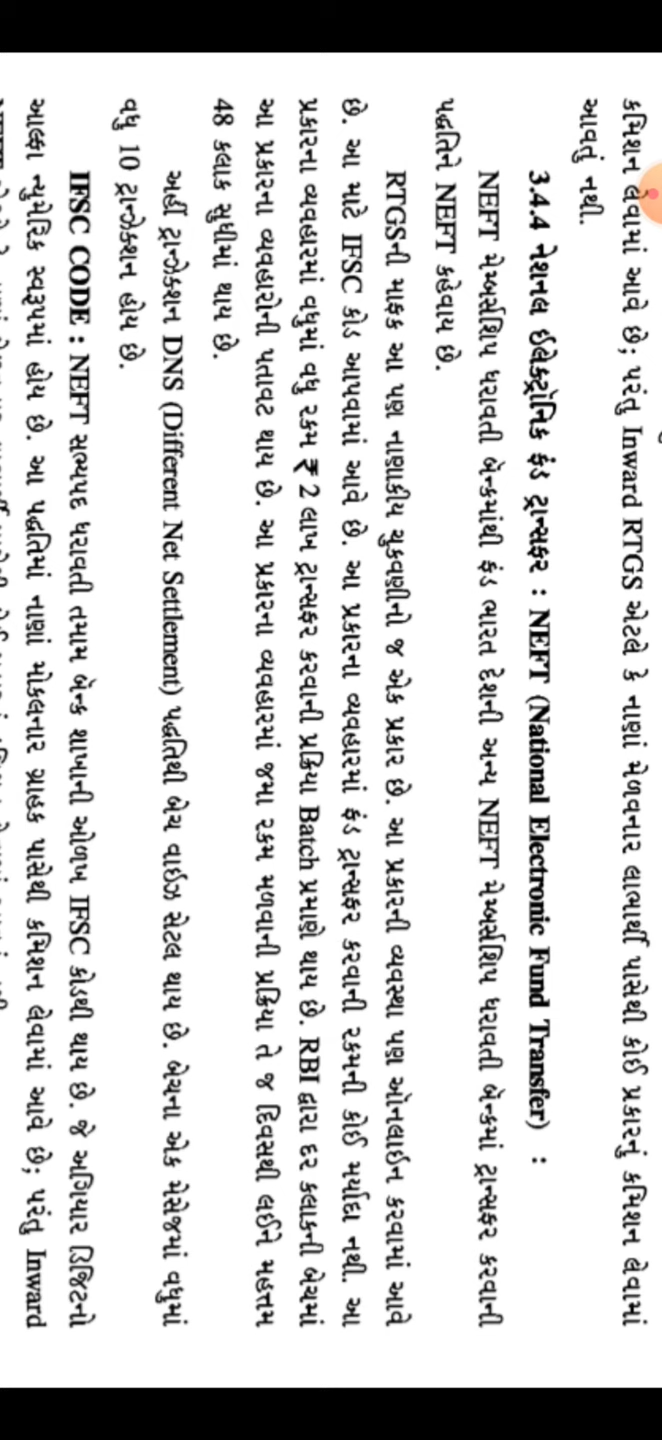 કમિશન લેવામાં આવે છે; પરંતુ Inward RTGS એટલે કે નાણાં મેળવનાર લાભાર્થી પાસેથી કોઈ પ્રકારનું કમિશન લેવામાં
આવતું નથી.
3.4.4 નેશનલ ઈલેક્ટ્રોનિક ફંડ ટ્રાન્સફર : NEFT (National Electronic Fund Transfer) :
NEFT મેમ્બરશિપ ધરાવતી બૅન્કમાંથી ફંડ ભારત દેશની અન્ય NEFT મેમ્બરશિપ ધરાવતી બૅન્કમાં ટ્રાન્સફર કરવાની
પદ્ધતિને NEFT કહેવાય છે.
RTGSની માફક આ પણ નાણાકીય ચુકવણીનો જ એક પ્રકાર છે. આ પ્રકારની વ્યવસ્થા પણ ઓનલાઈન કરવામાં આવે
છે. આ માટે IFSC કોડ આપવામાં આવે છે. આ પ્રકારના વ્યવહારમાં ફંડ ટ્રાન્સફર કરવાની રકમની કોઈ મર્યાદા નથી. આ
પ્રકારના વ્યવહારમાં વધુમાં વધુ રકમ ₹ 2 લાખ ટ્રાન્સફર કરવાની પ્રક્રિયા Batch પ્રમાણે થાય છે. RBI દ્વારા દર કલાકની બેચમાં
આ પ્રકારના વ્યવહારોની પતાવટ થાય છે. આ પ્રકારના વ્યવહારમાં જમા રકમ મળવાની પ્રક્રિયા તે જ દિવસથી લઈને મહત્તમ
48 કલાક સુધીમાં થાય છે.
અહીં ટ્રાન્ઝેક્શન DNS (Different Net Settlement) પદ્ધતિથી બેચ વાઈઝ સેટલ થાય છે. બેચના એક મેસેજમાં વધુમાં
વધુ 10 ટ્રાન્ઝેક્શન હોય છે.
IFSC CODE : NEFT સભ્યપદ ધરાવતી તમામ બૅન્ક શાખાની ઓળખ IFSC કોડથી થાય છે. જે અગિયાર ડિજિટનો
આલ્ફા ન્યુમેરિક સ્વરૂપમાં હોય છે. આ પદ્ધતિમાં નાણાં મોકલનાર ગ્રાહક પાસેથી કમિશન લેવામાં આવે છે; પરંતુ Inward